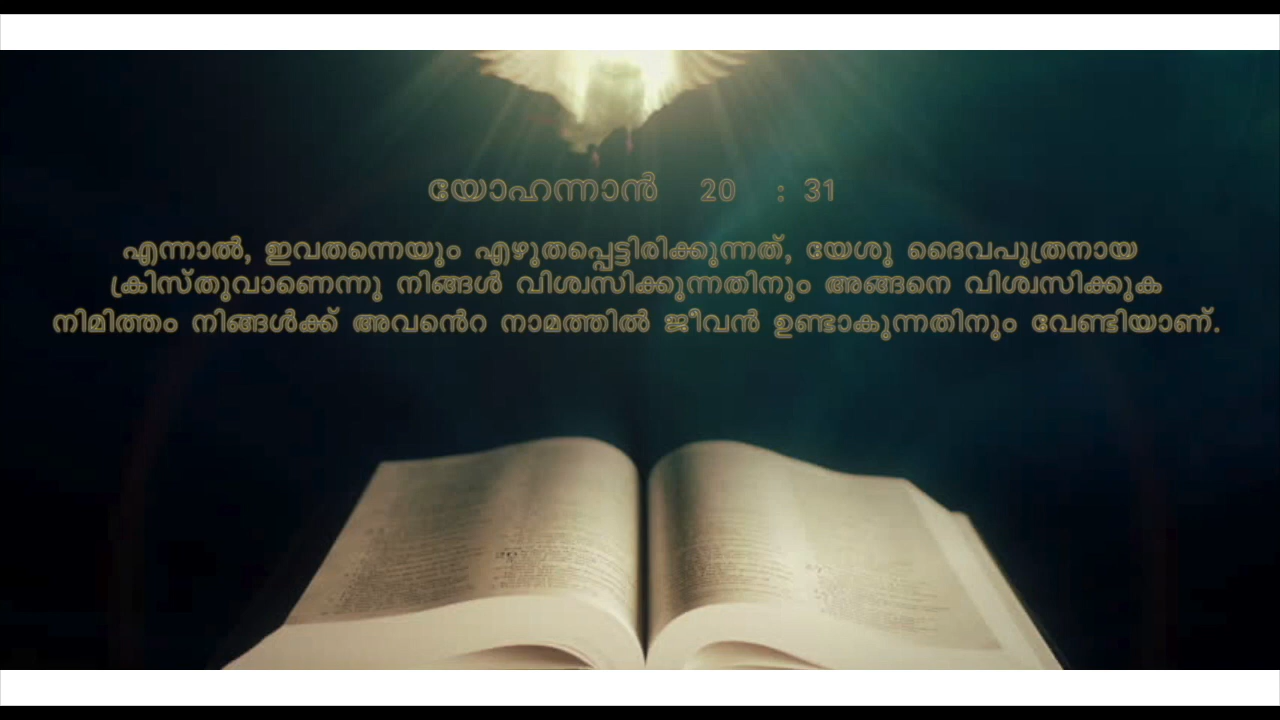 യോഹന്നാൻ 20 : 31
എന്നാൽ, ഇവതന്നെയും എഴുതപ്പെട്ടിരിക്കുന്നത്, യേശു ദൈവപുത്രനായ
ക്രിസ്തുവാണെന്നു നിങ്ങൾ വിശ്വസിക്കുന്നതിനും അങ്ങനെ വിശ്വസിക്കുക
നിമിത്തം നിങ്ങൾക്ക് അവൻെറ നാമത്തിൽ ജീവൻ ഉണ്ടാകുന്നതിനും വേണ്ടിയാണ്.